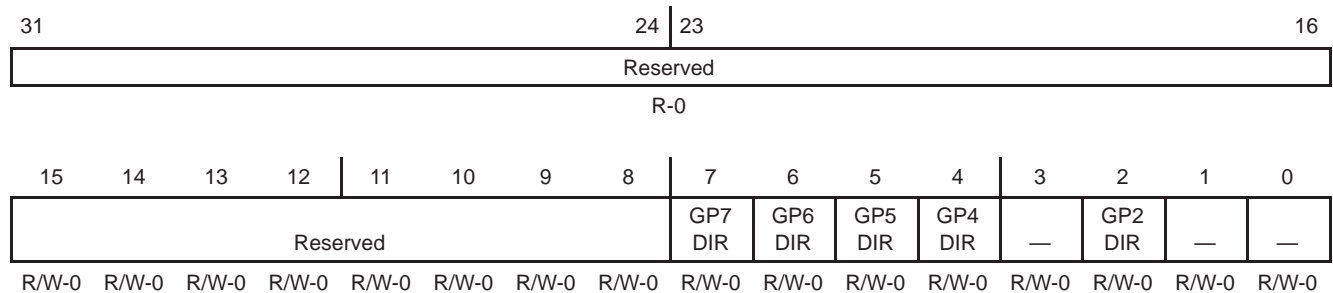 31 24 23 16
Reserved
R-0
15 14 13 12 11 10 9 8 7 6 5 4 3 2 1 0
GP7 GP6 GP5 GP4 GP2
Reserved DIR DIR DIR DIR — DIR — —
R/W-0 R/W-0 R/W-0 R/W-0 R/W-0 R/W-0 R/W-0 R/W-0 R/W-0 R/W-0 R/W-0 R/W-0 R/W-0 R/W-0 R/W-0 R/W-0